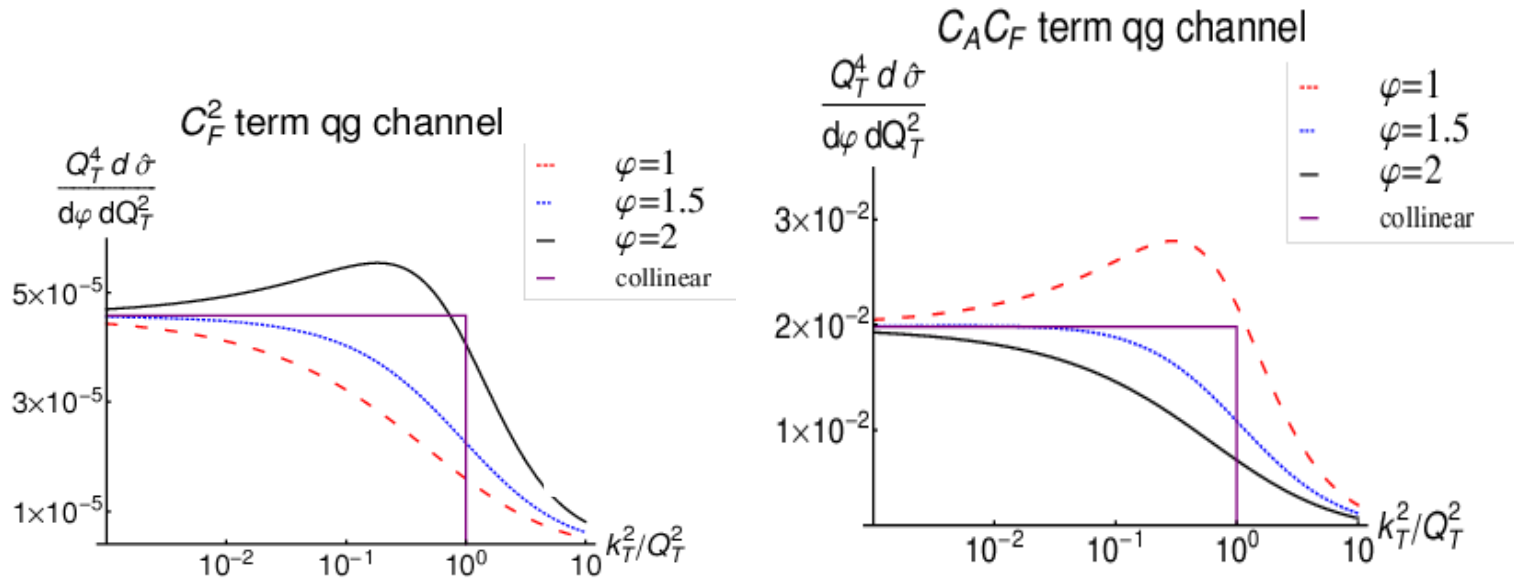 C_F^2 term qg channel
Q_T^4 d σ̂
dφ dQ_T^2
φ=1
φ=1.5
φ=2
collinear
5×10^−5
3×10^−5
1×10^−5
10^−2
10^−1
10^0
10
k_T^2/Q_T^2
C_A C_F term qg channel
Q_T^4 d σ̂
dφ dQ_T^2
φ=1
φ=1.5
φ=2
collinear
3×10^−2
2×10^−2
1×10^−2
10^−2
10^−1
10^0
10
k_T^2/Q_T^2